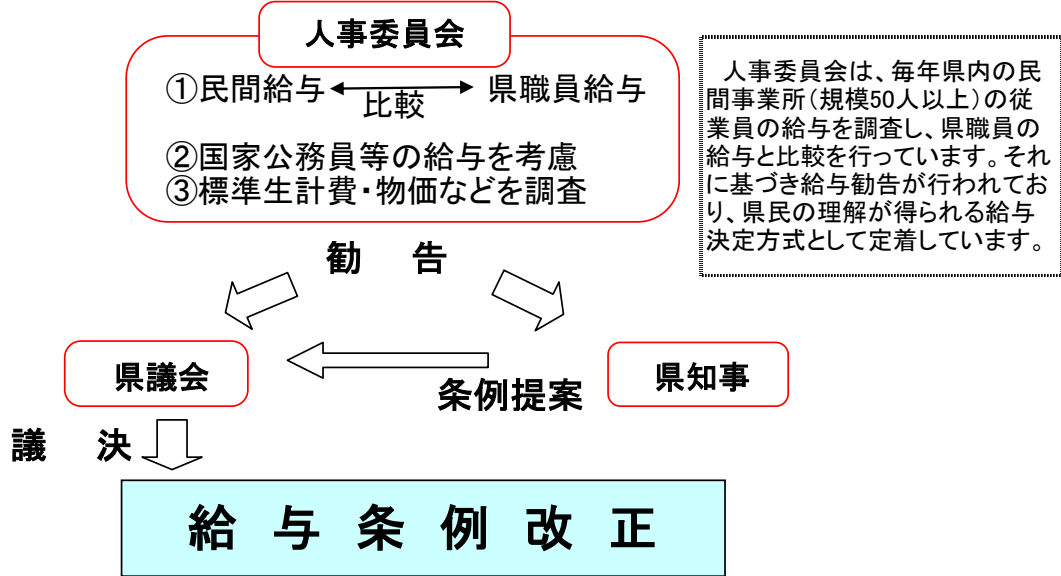 人事委員会
①民間給与 比較 県職員給与
②国家公務員等の給与を考慮
③標準生計費・物価などを調査
人事委員会は、毎年県内の民
間事業所(規模50人以上)の従
業員の給与を調査し、県職員の
給与と比較を行っています。それ
に基づき給与勧告が行われてお
り、県民の理解が得られる給与
決定方式として定着しています。
勧 告
県議会
条例提案
県知事
議 決
給 与 条 例 改 正